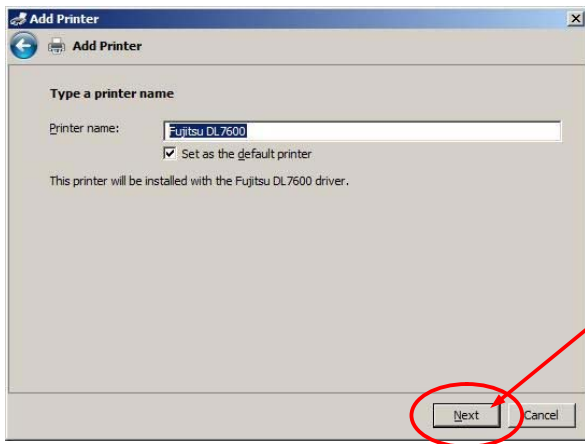 Add Printer
Add Printer
Type a printer name
Printer name: Fujitsu DL7600
Set as the default printer
This printer will be installed with the Fujitsu DL7600 driver.
Next Cancel